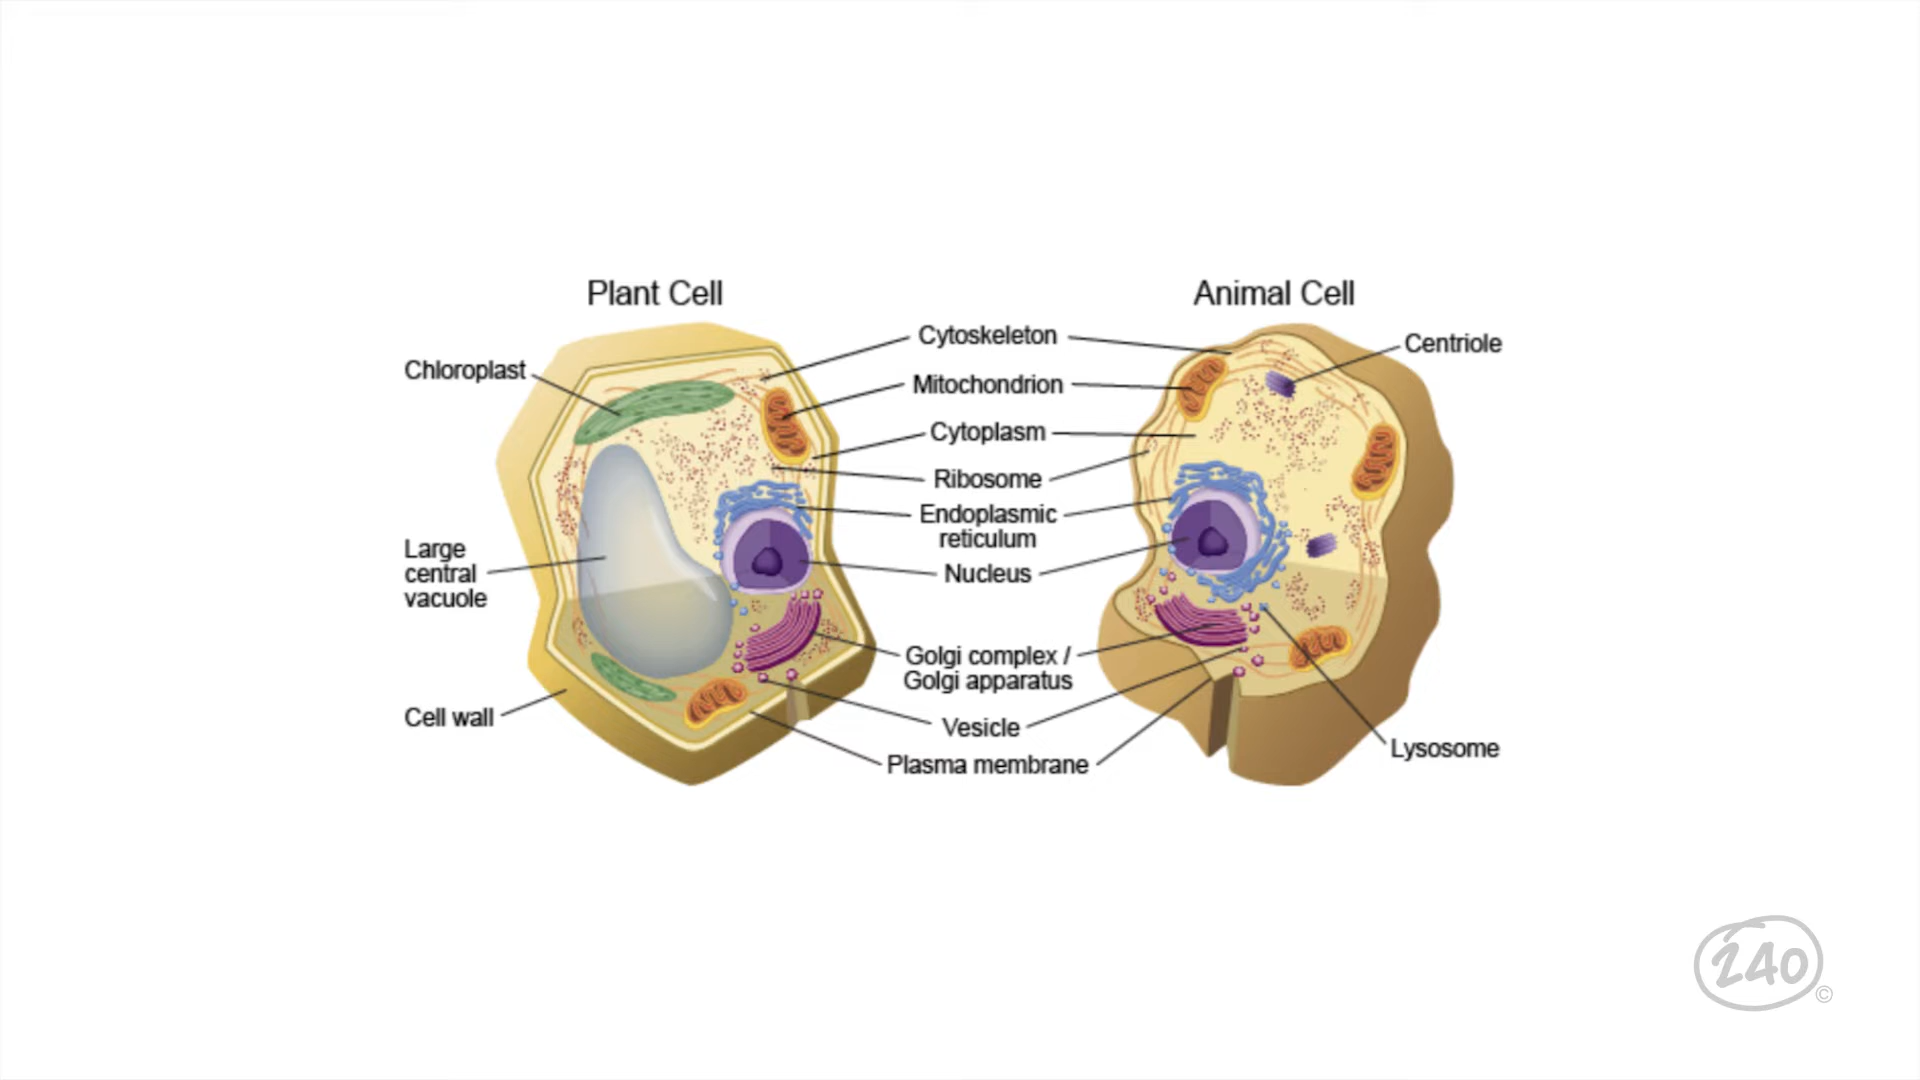 Plant Cell
Animal Cell
Chloroplast
Large
central
vacuole
Cell wall
Cytoskeleton
Mitochondrion
Cytoplasm
Ribosome
Endoplasmic
reticulum
Nucleus
Golgi complex /
Golgi apparatus
Vesicle
Plasma membrane
Centriole
Lysosome
240
©